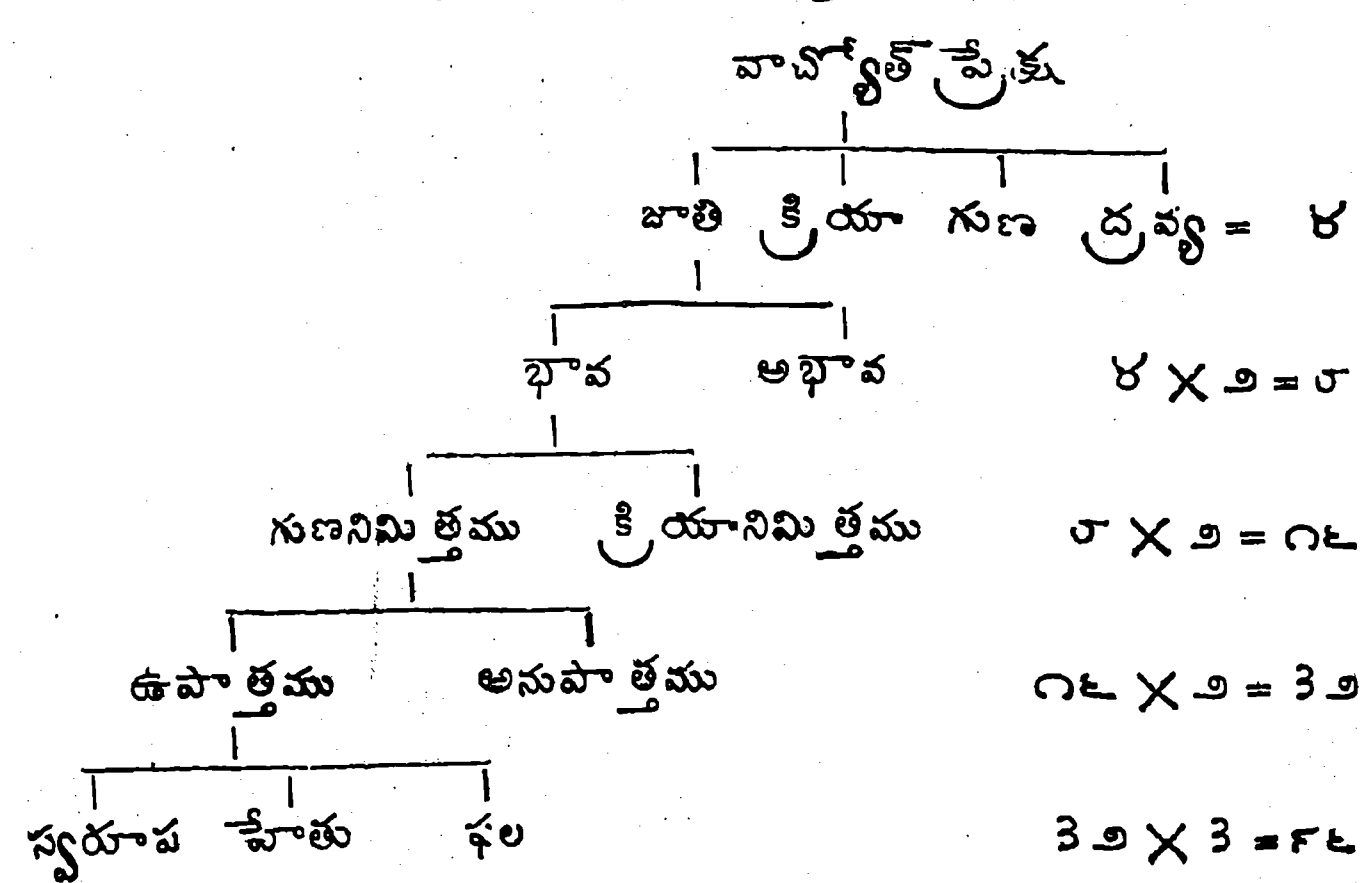 వాచ్యోత్ప్రేక్ష
జాతి క్రియా గుణ ద్రవ్య = ౪
భావ అభావ ౪ × ౨ = ౮
గుణనిమిత్తము క్రియానిమిత్తము ౮ × ౨ = ౧౬
ఉపాత్తము అనుపాత్తము ౧౬ × ౨ = ౩౨
స్వరూప హేతు ఫల ౩౨ × ౩ = ౯౬